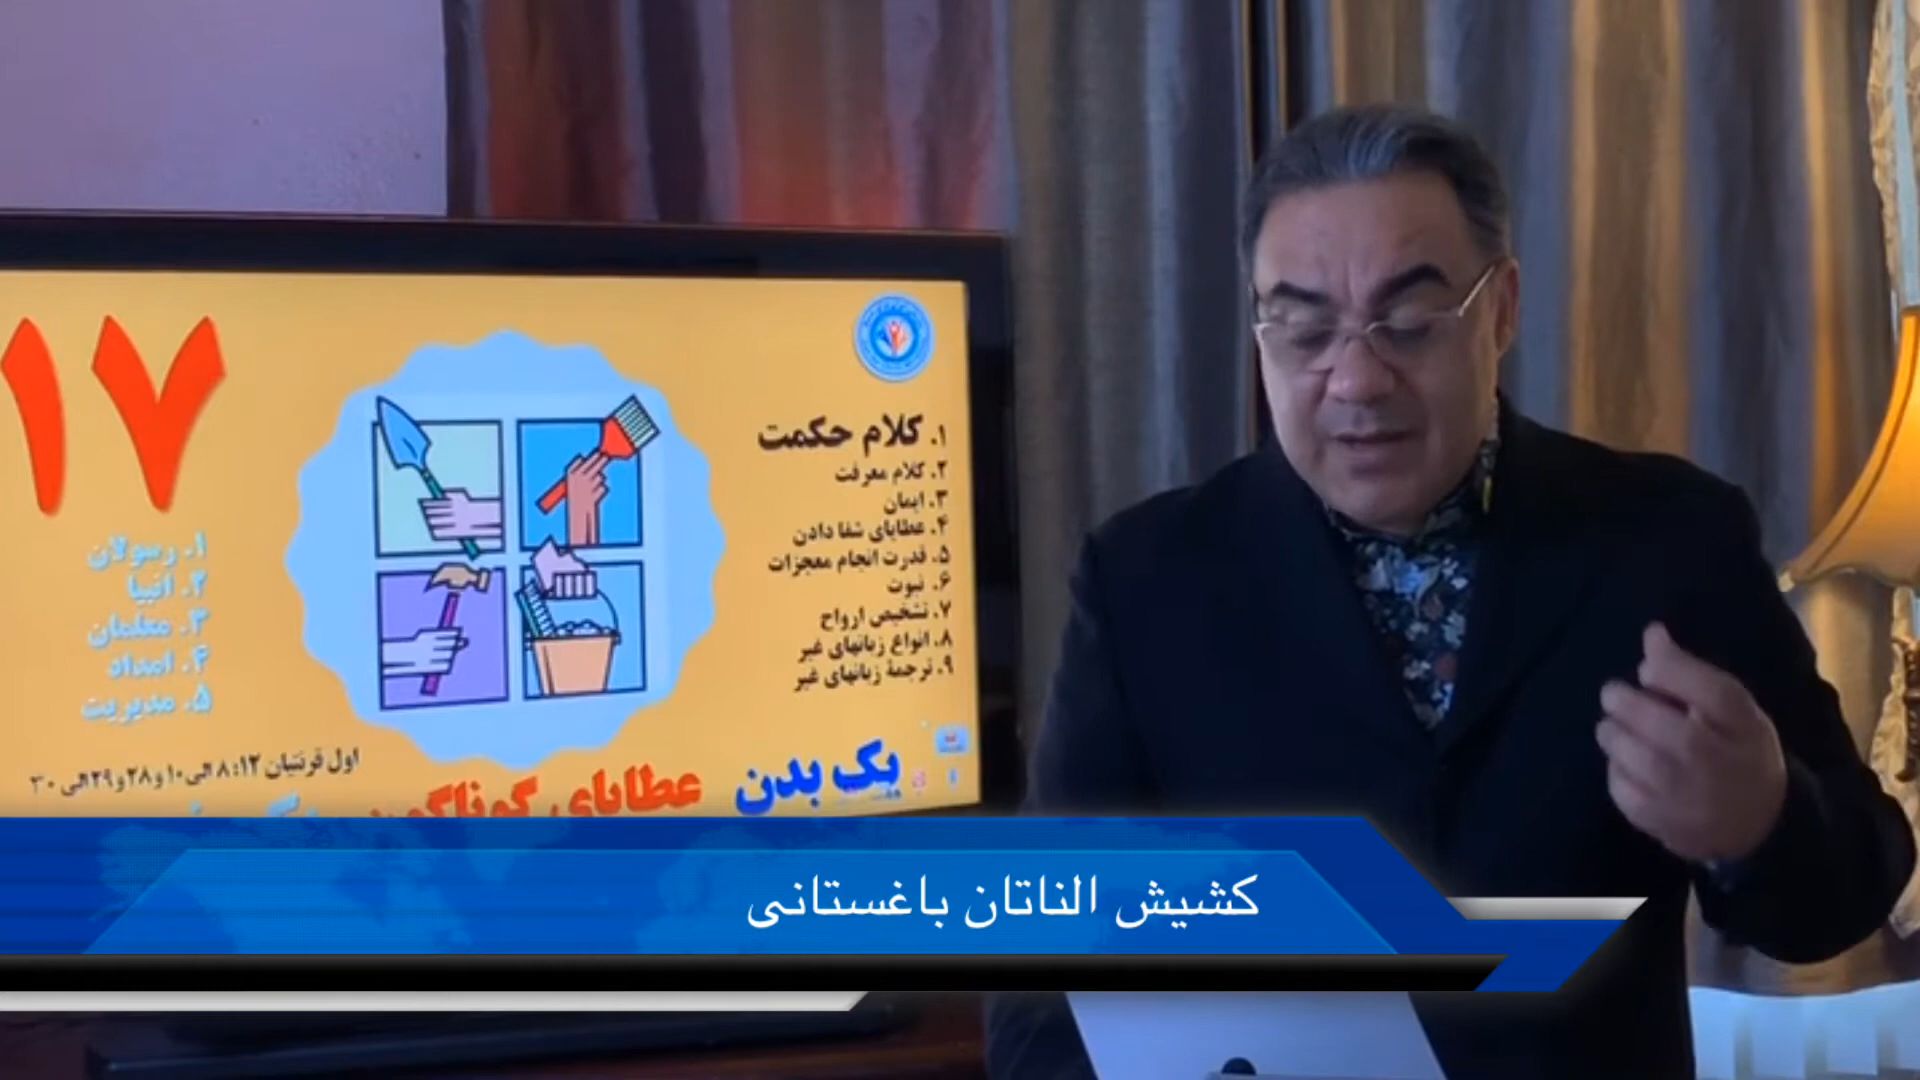 ۱۷
۱. کلام حکمت
۲. کلام معرفت
۳. ایمان
۴. عطایای شفا دادن
۵. قدرت انجام معجزات
۶. نبوت
۷. تشخیص ارواح
۸. انواع زبانهای غیر
۹. ترجمهٔ زبانهای غیر
۱. رسولان
۲. انبیا
۳. معلمان
۴. امداد
۵. مدیریت
اول قرنتیان ۱۲: ۸ الی ۱۰ و ۲۸ و ۲۹ الی ۳۰
یک بدن عطایای گوناگون
کشیش الناتان باغستانی